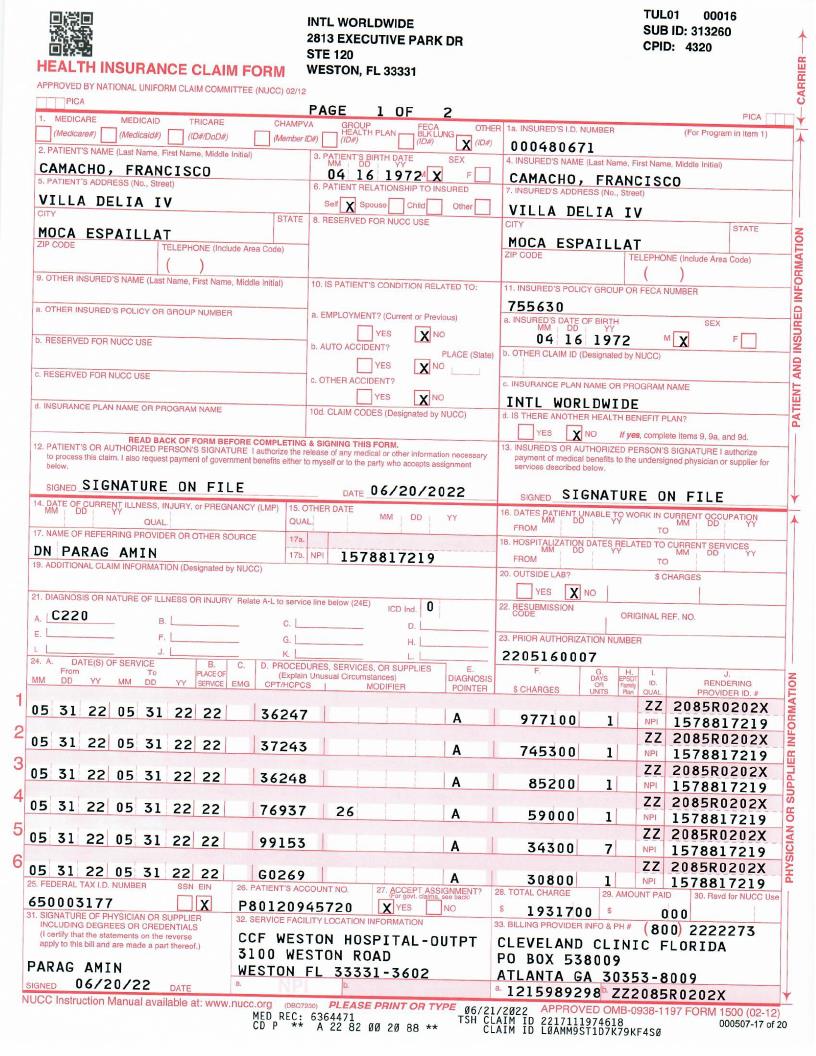 INTL WORLDWIDE
2813 EXECUTIVE PARK DR
STE 120
WESTON, FL 33331
TUL01 00016
SUB ID: 313260
CPID: 4320
HEALTH INSURANCE CLAIM FORM
APPROVED BY NATIONAL UNIFORM CLAIM COMMITTEE (NUCC) 02/12
CARRIER
PICA
PAGE 1 OF 2
PICA
1. MEDICARE MEDICAID TRICARE CHAMPVA GROUP HEALTH PLAN FECA BLK LUNG OTHER
(Medicare#) (Medicaid#) (ID#/DoD#) (Member ID#) (ID#) (ID#) X (ID#)
1a. INSURED'S I.D. NUMBER (For Program in Item 1)
000480671
2. PATIENT'S NAME (Last Name, First Name, Middle Initial)
CAMACHO, FRANCISCO
3. PATIENT'S BIRTH DATE SEX
MM DD YY
04 16 1972 M X F
4. INSURED'S NAME (Last Name, First Name, Middle Initial)
CAMACHO, FRANCISCO
5. PATIENT'S ADDRESS (No., Street)
VILLA DELIA IV
6. PATIENT RELATIONSHIP TO INSURED
Self X Spouse Child Other
7. INSURED'S ADDRESS (No., Street)
VILLA DELIA IV
CITY STATE
MOCA ESPAILLAT
8. RESERVED FOR NUCC USE
CITY STATE
MOCA ESPAILLAT
ZIP CODE TELEPHONE (Include Area Code)
( )
ZIP CODE TELEPHONE (Include Area Code)
( )
9. OTHER INSURED'S NAME (Last Name, First Name, Middle Initial)
10. IS PATIENT'S CONDITION RELATED TO:
11. INSURED'S POLICY GROUP OR FECA NUMBER
755630
a. OTHER INSURED'S POLICY OR GROUP NUMBER
a. EMPLOYMENT? (Current or Previous)
YES X NO
a. INSURED'S DATE OF BIRTH SEX
MM DD YY
04 16 1972 M X F
b. RESERVED FOR NUCC USE
b. AUTO ACCIDENT? PLACE (State)
YES X NO
b. OTHER CLAIM ID (Designated by NUCC)
c. RESERVED FOR NUCC USE
c. OTHER ACCIDENT?
YES X NO
c. INSURANCE PLAN NAME OR PROGRAM NAME
INTL WORLDWIDE
d. INSURANCE PLAN NAME OR PROGRAM NAME
10d. CLAIM CODES (Designated by NUCC)
d. IS THERE ANOTHER HEALTH BENEFIT PLAN?
YES X NO If yes, complete items 9, 9a, and 9d.
PATIENT AND INSURED INFORMATION
READ BACK OF FORM BEFORE COMPLETING & SIGNING THIS FORM.
12. PATIENT'S OR AUTHORIZED PERSON'S SIGNATURE I authorize the release of any medical or other information necessary
to process this claim. I also request payment of government benefits either to myself or to the party who accepts assignment
below.
SIGNED SIGNATURE ON FILE DATE 06/20/2022
13. INSURED'S OR AUTHORIZED PERSON'S SIGNATURE I authorize
payment of medical benefits to the undersigned physician or supplier for
services described below.
SIGNED SIGNATURE ON FILE
14. DATE OF CURRENT ILLNESS, INJURY, or PREGNANCY (LMP)
MM DD YY
QUAL.
15. OTHER DATE
QUAL. MM DD YY
16. DATES PATIENT UNABLE TO WORK IN CURRENT OCCUPATION
MM DD YY MM DD YY
FROM TO
17. NAME OF REFERRING PROVIDER OR OTHER SOURCE
DN PARAG AMIN
17a.
17b. NPI 1578817219
18. HOSPITALIZATION DATES RELATED TO CURRENT SERVICES
MM DD YY MM DD YY
FROM TO
19. ADDITIONAL CLAIM INFORMATION (Designated by NUCC)
20. OUTSIDE LAB? $ CHARGES
YES X NO
21. DIAGNOSIS OR NATURE OF ILLNESS OR INJURY Relate A-L to service line below (24E) ICD Ind. 0
A. C220 B. C. D.
E. F. G. H.
I. J. K. L.
22. RESUBMISSION CODE ORIGINAL REF. NO.
23. PRIOR AUTHORIZATION NUMBER
2205160007
24. A. DATE(S) OF SERVICE B. C. D. PROCEDURES, SERVICES, OR SUPPLIES E. F. G. H. I. J.
From To PLACE OF (Explain Unusual Circumstances) DIAGNOSIS DAYS OR EPSDT Family ID. RENDERING
MM DD YY MM DD YY SERVICE EMG CPT/HCPCS MODIFIER POINTER $ CHARGES UNITS Plan QUAL. PROVIDER ID. #
ZZ 2085R0202X
1 05 31 22 05 31 22 22 36247 A 977100 1 NPI 1578817219
ZZ 2085R0202X
2 05 31 22 05 31 22 22 37243 A 745300 1 NPI 1578817219
ZZ 2085R0202X
3 05 31 22 05 31 22 22 36248 A 85200 1 NPI 1578817219
ZZ 2085R0202X
4 05 31 22 05 31 22 22 76937 26 A 59000 1 NPI 1578817219
ZZ 2085R0202X
5 05 31 22 05 31 22 22 99153 A 34300 7 NPI 1578817219
ZZ 2085R0202X
6 05 31 22 05 31 22 22 G0269 A 30800 1 NPI 1578817219
PHYSICIAN OR SUPPLIER INFORMATION
25. FEDERAL TAX I.D. NUMBER SSN EIN
650003177 X
26. PATIENT'S ACCOUNT NO.
P80120945720
27. ACCEPT ASSIGNMENT?
(For govt. claims, see back)
X YES NO
28. TOTAL CHARGE
$ 1931700
29. AMOUNT PAID
$ 000
30. Rsvd for NUCC Use
31. SIGNATURE OF PHYSICIAN OR SUPPLIER
INCLUDING DEGREES OR CREDENTIALS
(I certify that the statements on the reverse
apply to this bill and are made a part thereof.)
PARAG AMIN
SIGNED 06/20/22 DATE
32. SERVICE FACILITY LOCATION INFORMATION
CCF WESTON HOSPITAL-OUTPT
3100 WESTON ROAD
WESTON FL 33331-3602
a. NPI b.
33. BILLING PROVIDER INFO & PH # (800) 2222273
CLEVELAND CLINIC FLORIDA
PO BOX 538009
ATLANTA GA 30353-8009
a. 1215989298 b. ZZ2085R0202X
NUCC Instruction Manual available at: www.nucc.org (DBC7230) PLEASE PRINT OR TYPE APPROVED OMB-0938-1197 FORM 1500 (02-12)
06/21/2022
MED REC: 6364471 TSH CLAIM ID 2217111974618
CD P ** A 22 82 00 20 88 ** CLAIM ID L0AMM9ST1D7K79KF4S0
000507-17 of 20